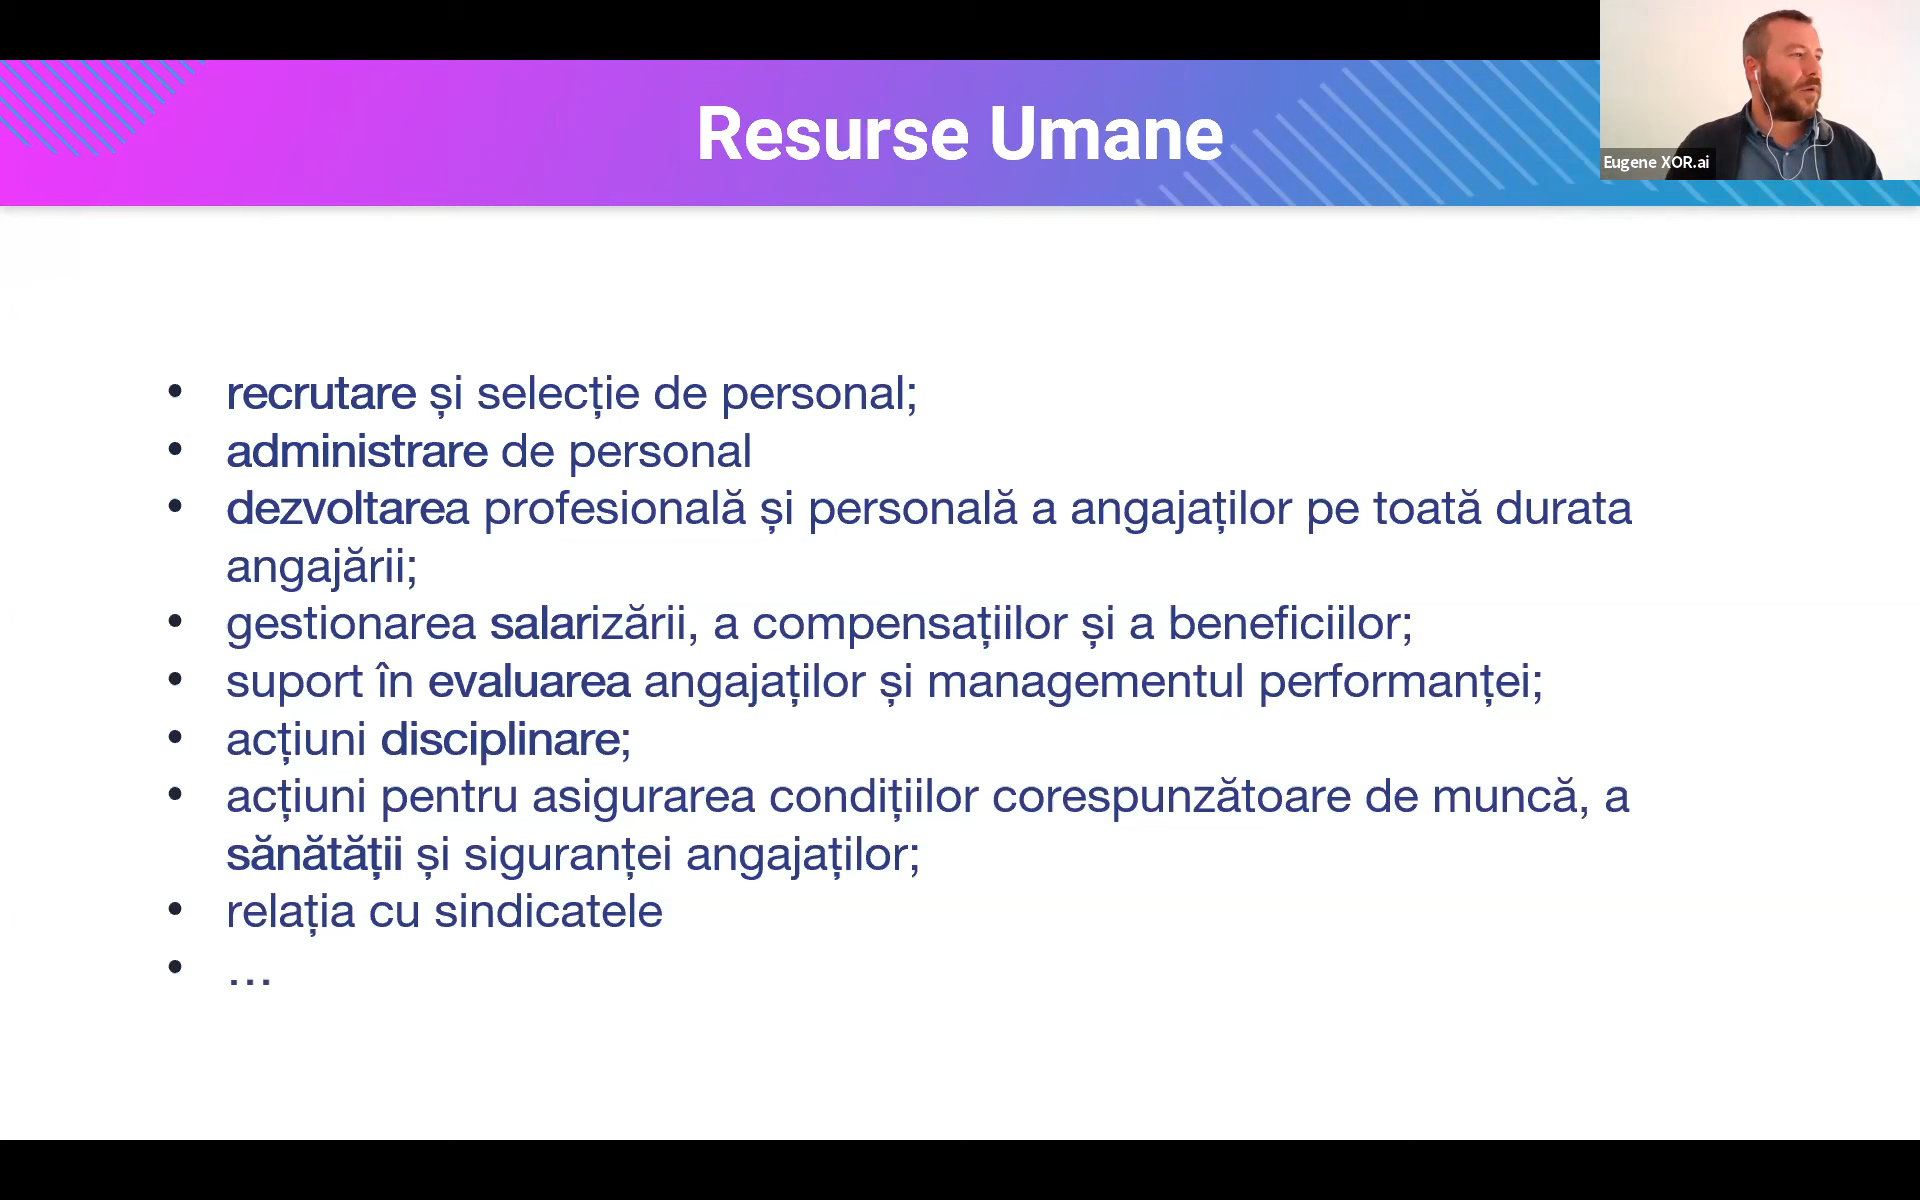 Resurse Umane
Eugene XOR.ai
• recrutare și selecție de personal;
• administrare de personal
• dezvoltarea profesională și personală a angajaților pe toată durata
angajării;
• gestionarea salarizării, a compensațiilor și a beneficiilor;
• suport în evaluarea angajaților și managementul performanței;
• acțiuni disciplinare;
• acțiuni pentru asigurarea condițiilor corespunzătoare de muncă, a
sănătății și siguranței angajaților;
• relația cu sindicatele
• …